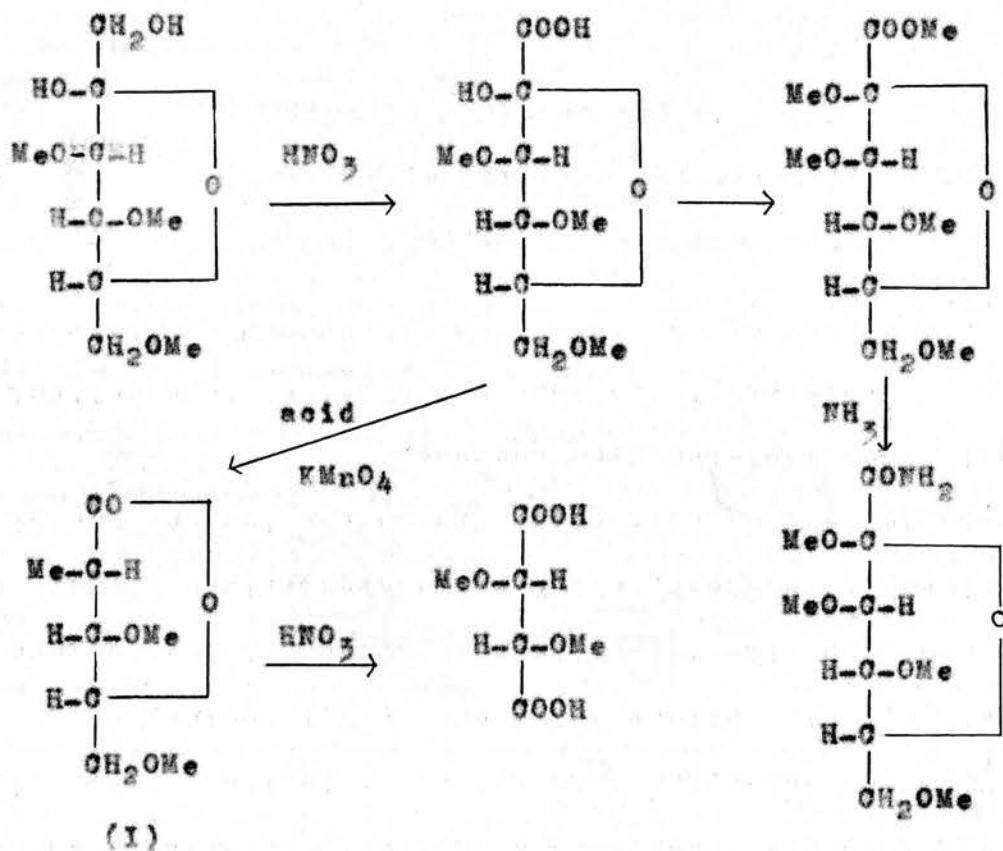 CH₂OH
HO-C
MeO-C-H
O
H-C-OMe
H-C
CH₂OMe
HNO₃
COOH
HO-C
MeO-C-H
O
H-C-OMe
H-C
CH₂OMe
COOMe
MeO-C
MeO-C-H
O
H-C-OMe
H-C
CH₂OMe
acid
KMnO₄
NH₃
CO
Me-C-H
O
H-C-OMe
H-C
CH₂OMe
(I)
HNO₃
COOH
MeO-C-H
H-C-OMe
COOH
CONH₂
MeO-C
MeO-C-H
O
H-C-OMe
H-C
CH₂OMe